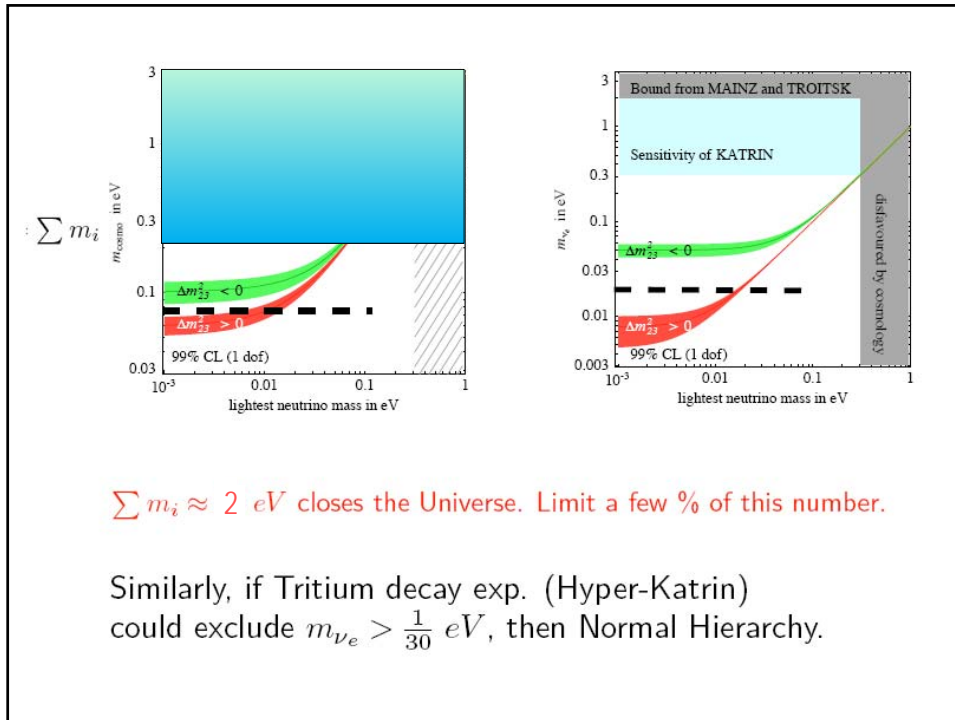 3
1
0.3
0.1
0.03
: ∑ m_i
m_cosmo in eV
Δm²₂₃ < 0
Δm²₂₃ > 0
99% CL (1 dof)
10⁻³ 0.01 0.1 1
lightest neutrino mass in eV
3
1
0.3
0.1
0.03
0.01
0.003
m_νe in eV
Bound from MAINZ and TROITSK
Sensitivity of KATRIN
disfavoured by cosmology
Δm²₂₃ < 0
Δm²₂₃ > 0
99% CL (1 dof)
10⁻³ 0.01 0.1 1
lightest neutrino mass in eV
∑ m_i ≈ 2 eV closes the Universe. Limit a few % of this number.
Similarly, if Tritium decay exp. (Hyper-Katrin)
could exclude m_νe > 1/30 eV, then Normal Hierarchy.